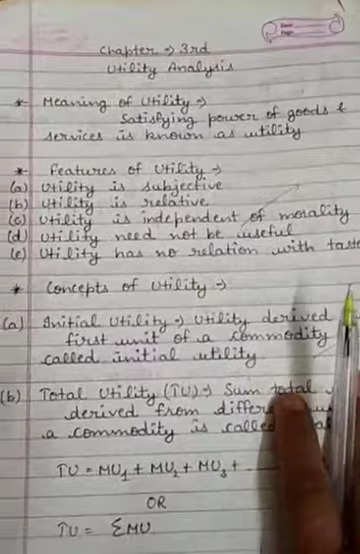 Chapter → 3rd
Utility Analysis
* Meaning of Utility →
Satisfying power of goods &
services is known as utility
* Features of Utility →
(a) Utility is subjective
(b) Utility is relative
(c) Utility is independent of morality
(d) Utility need not be useful
(e) Utility has no relation with taste
* Concepts of Utility →
(a) Initial Utility → Utility derived
first unit of a commodity
called initial utility
(b) Total Utility (TU) → Sum total
derived from
a commodity is
TU = MU1 + MU2 + MU3 + ...
OR
TU = ΣMU